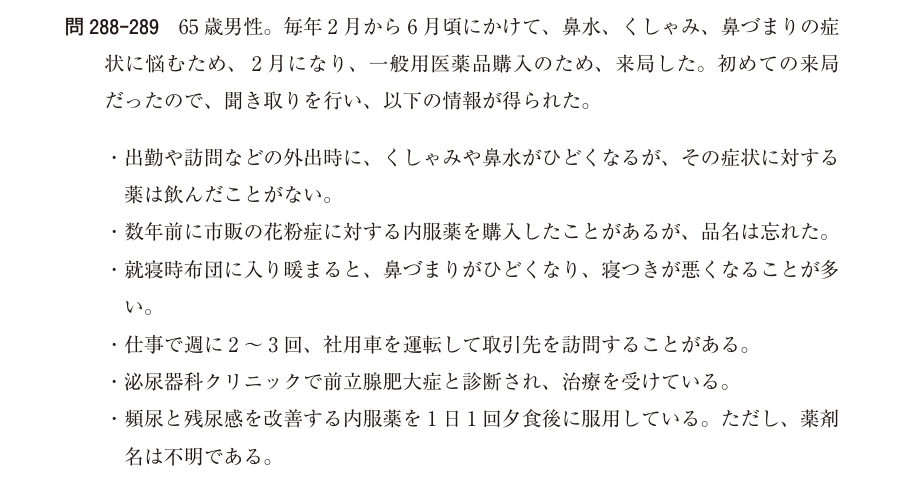 問 288-289　65 歳男性。毎年２月から６月頃にかけて、鼻水、くしゃみ、鼻づまりの症
状に悩むため、２月になり、一般用医薬品購入のため、来局した。初めての来局
だったので、聞き取りを行い、以下の情報が得られた。
・出勤や訪問などの外出時に、くしゃみや鼻水がひどくなるが、その症状に対する
薬は飲んだことがない。
・数年前に市販の花粉症に対する内服薬を購入したことがあるが、品名は忘れた。
・就寝時布団に入り暖まると、鼻づまりがひどくなり、寝つきが悪くなることが多
い。
・仕事で週に２～３回、社用車を運転して取引先を訪問することがある。
・泌尿器科クリニックで前立腺肥大症と診断され、治療を受けている。
・頻尿と残尿感を改善する内服薬を１日１回夕食後に服用している。ただし、薬剤
名は不明である。